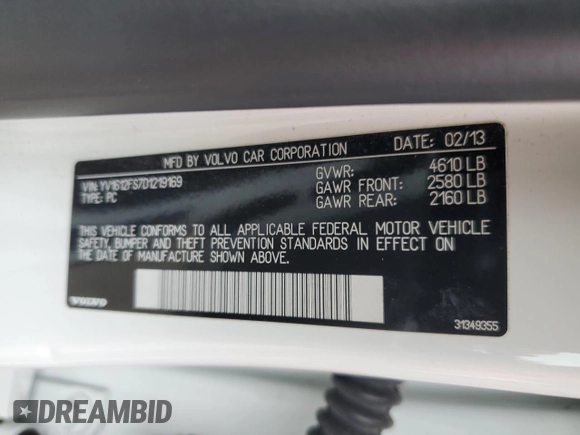 MFD BY VOLVO CAR CORPORATION DATE: 02/13
VIN: YV1612FS7D1219169 GVWR: 4610 LB
TYPE: PC GAWR FRONT: 2580 LB
GAWR REAR: 2160 LB
THIS VEHICLE CONFORMS TO ALL APPLICABLE FEDERAL MOTOR VEHICLE
SAFETY, BUMPER AND THEFT PREVENTION STANDARDS IN EFFECT ON
THE DATE OF MANUFACTURE SHOWN ABOVE.
VOLVO 31349355
DREAMBID